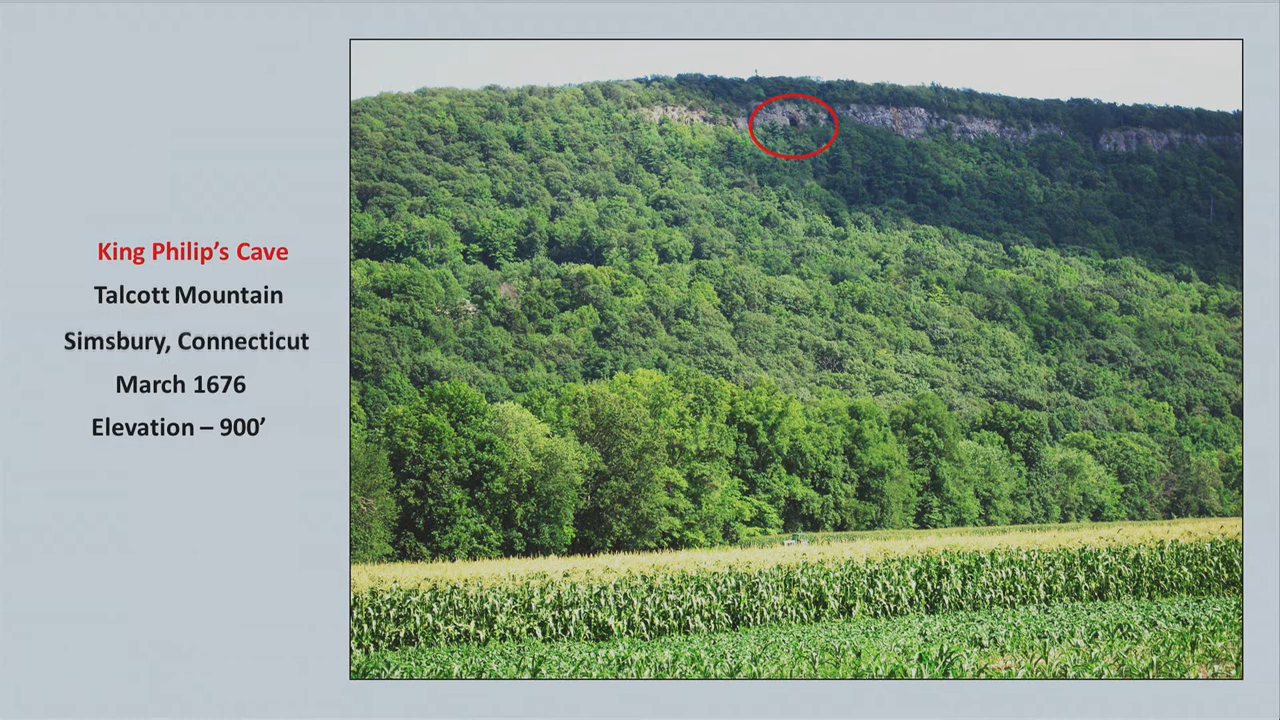 King Philip’s Cave
Talcott Mountain
Simsbury, Connecticut
March 1676
Elevation – 900’